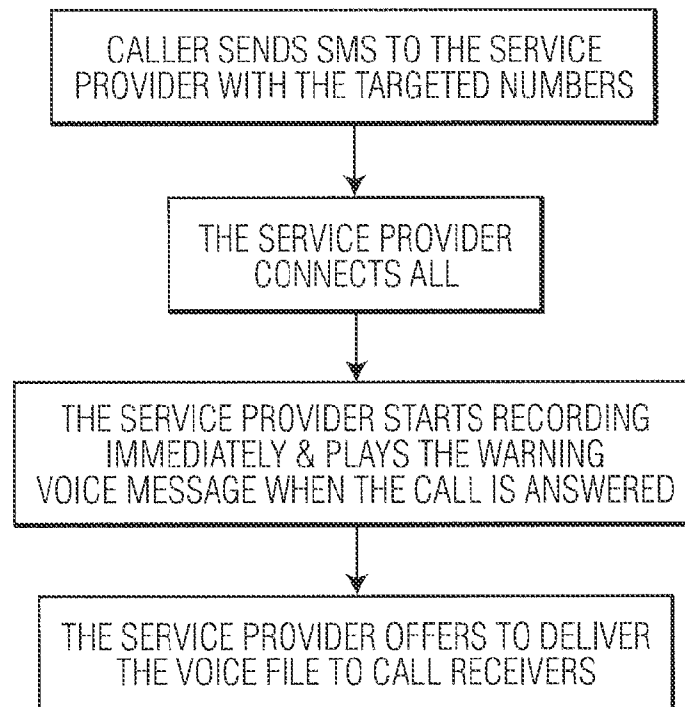 CALLER SENDS SMS TO THE SERVICE
PROVIDER WITH THE TARGETED NUMBERS
THE SERVICE PROVIDER
CONNECTS ALL
THE SERVICE PROVIDER STARTS RECORDING
IMMEDIATELY & PLAYS THE WARNING
VOICE MESSAGE WHEN THE CALL IS ANSWERED
THE SERVICE PROVIDER OFFERS TO DELIVER
THE VOICE FILE TO CALL RECEIVERS